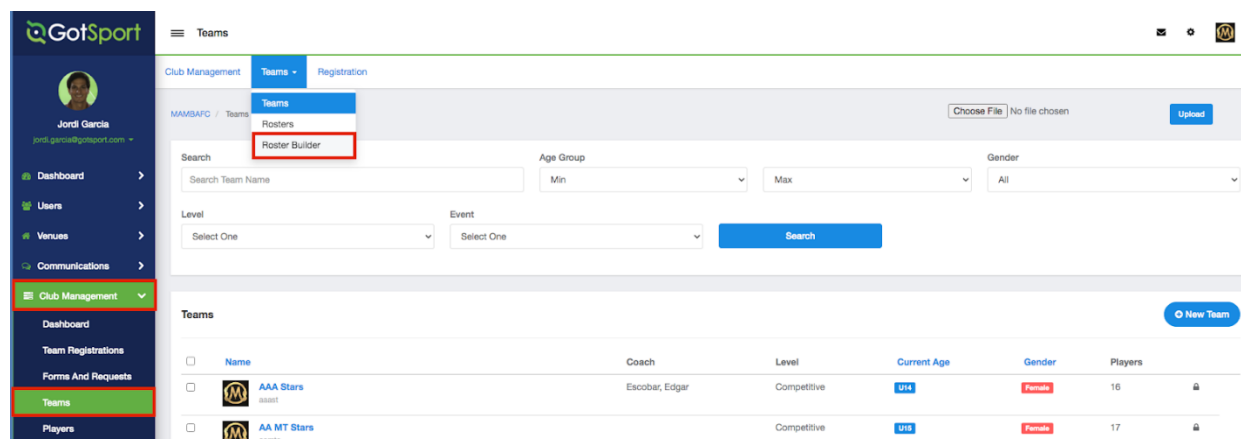 GotSport
Teams
Jordi Garcia
jordi.garcia@gotsport.com
Dashboard
Users
Venues
Communications
Club Management
Dashboard
Team Registrations
Forms And Requests
Teams
Players
Club Management Teams Registration
MAMBAFC / Teams
Teams
Rosters
Roster Builder
Choose File No file chosen
Upload
Search Age Group Gender
Search Team Name Min Max All
Level Event
Select One Select One Search
Teams
New Team
Name Coach Level Current Age Gender Players
AAA Stars Escobar, Edgar Competitive U14 Female 16
aaast
AA MT Stars Competitive U15 Female 17